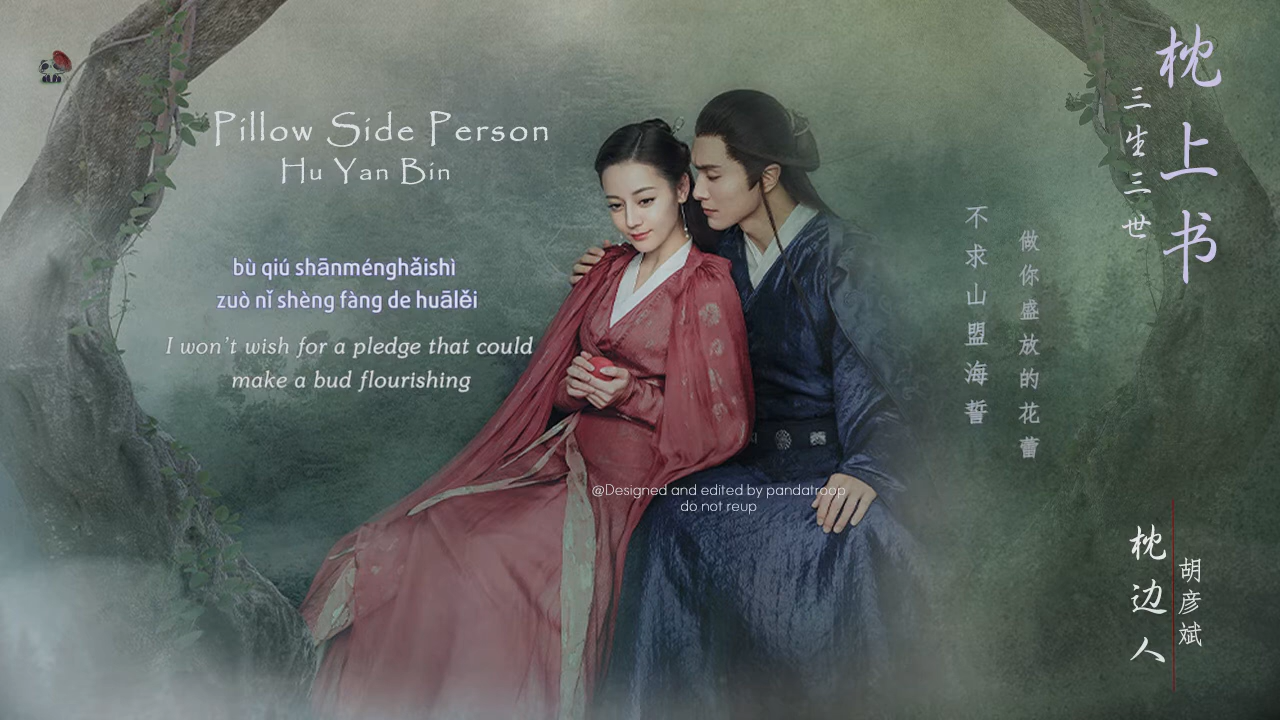 Pillow Side Person
Hu Yan Bin
bù qiú shānménghǎishì
zuò nǐ shèng fàng de huālěi
I won't wish for a pledge that could
make a bud flourishing
@Designed and edited by pandatroop
do not reup
不求山盟海誓
做你盛放的花蕾
三生三世
枕上书
枕边人
胡彦斌